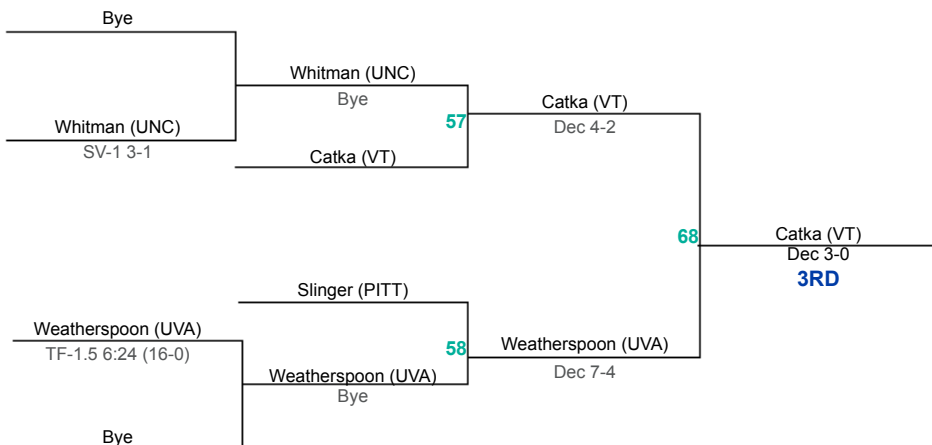 Bye
Whitman (UNC)
Bye
Catka (VT)
57
Dec 4-2
Whitman (UNC)
SV-1 3-1
Catka (VT)
68
Catka (VT)
Dec 3-0
3RD
Slinger (PITT)
Weatherspoon (UVA)
TF-1.5 6:24 (16-0)
58
Weatherspoon (UVA)
Dec 7-4
Weatherspoon (UVA)
Bye
Bye